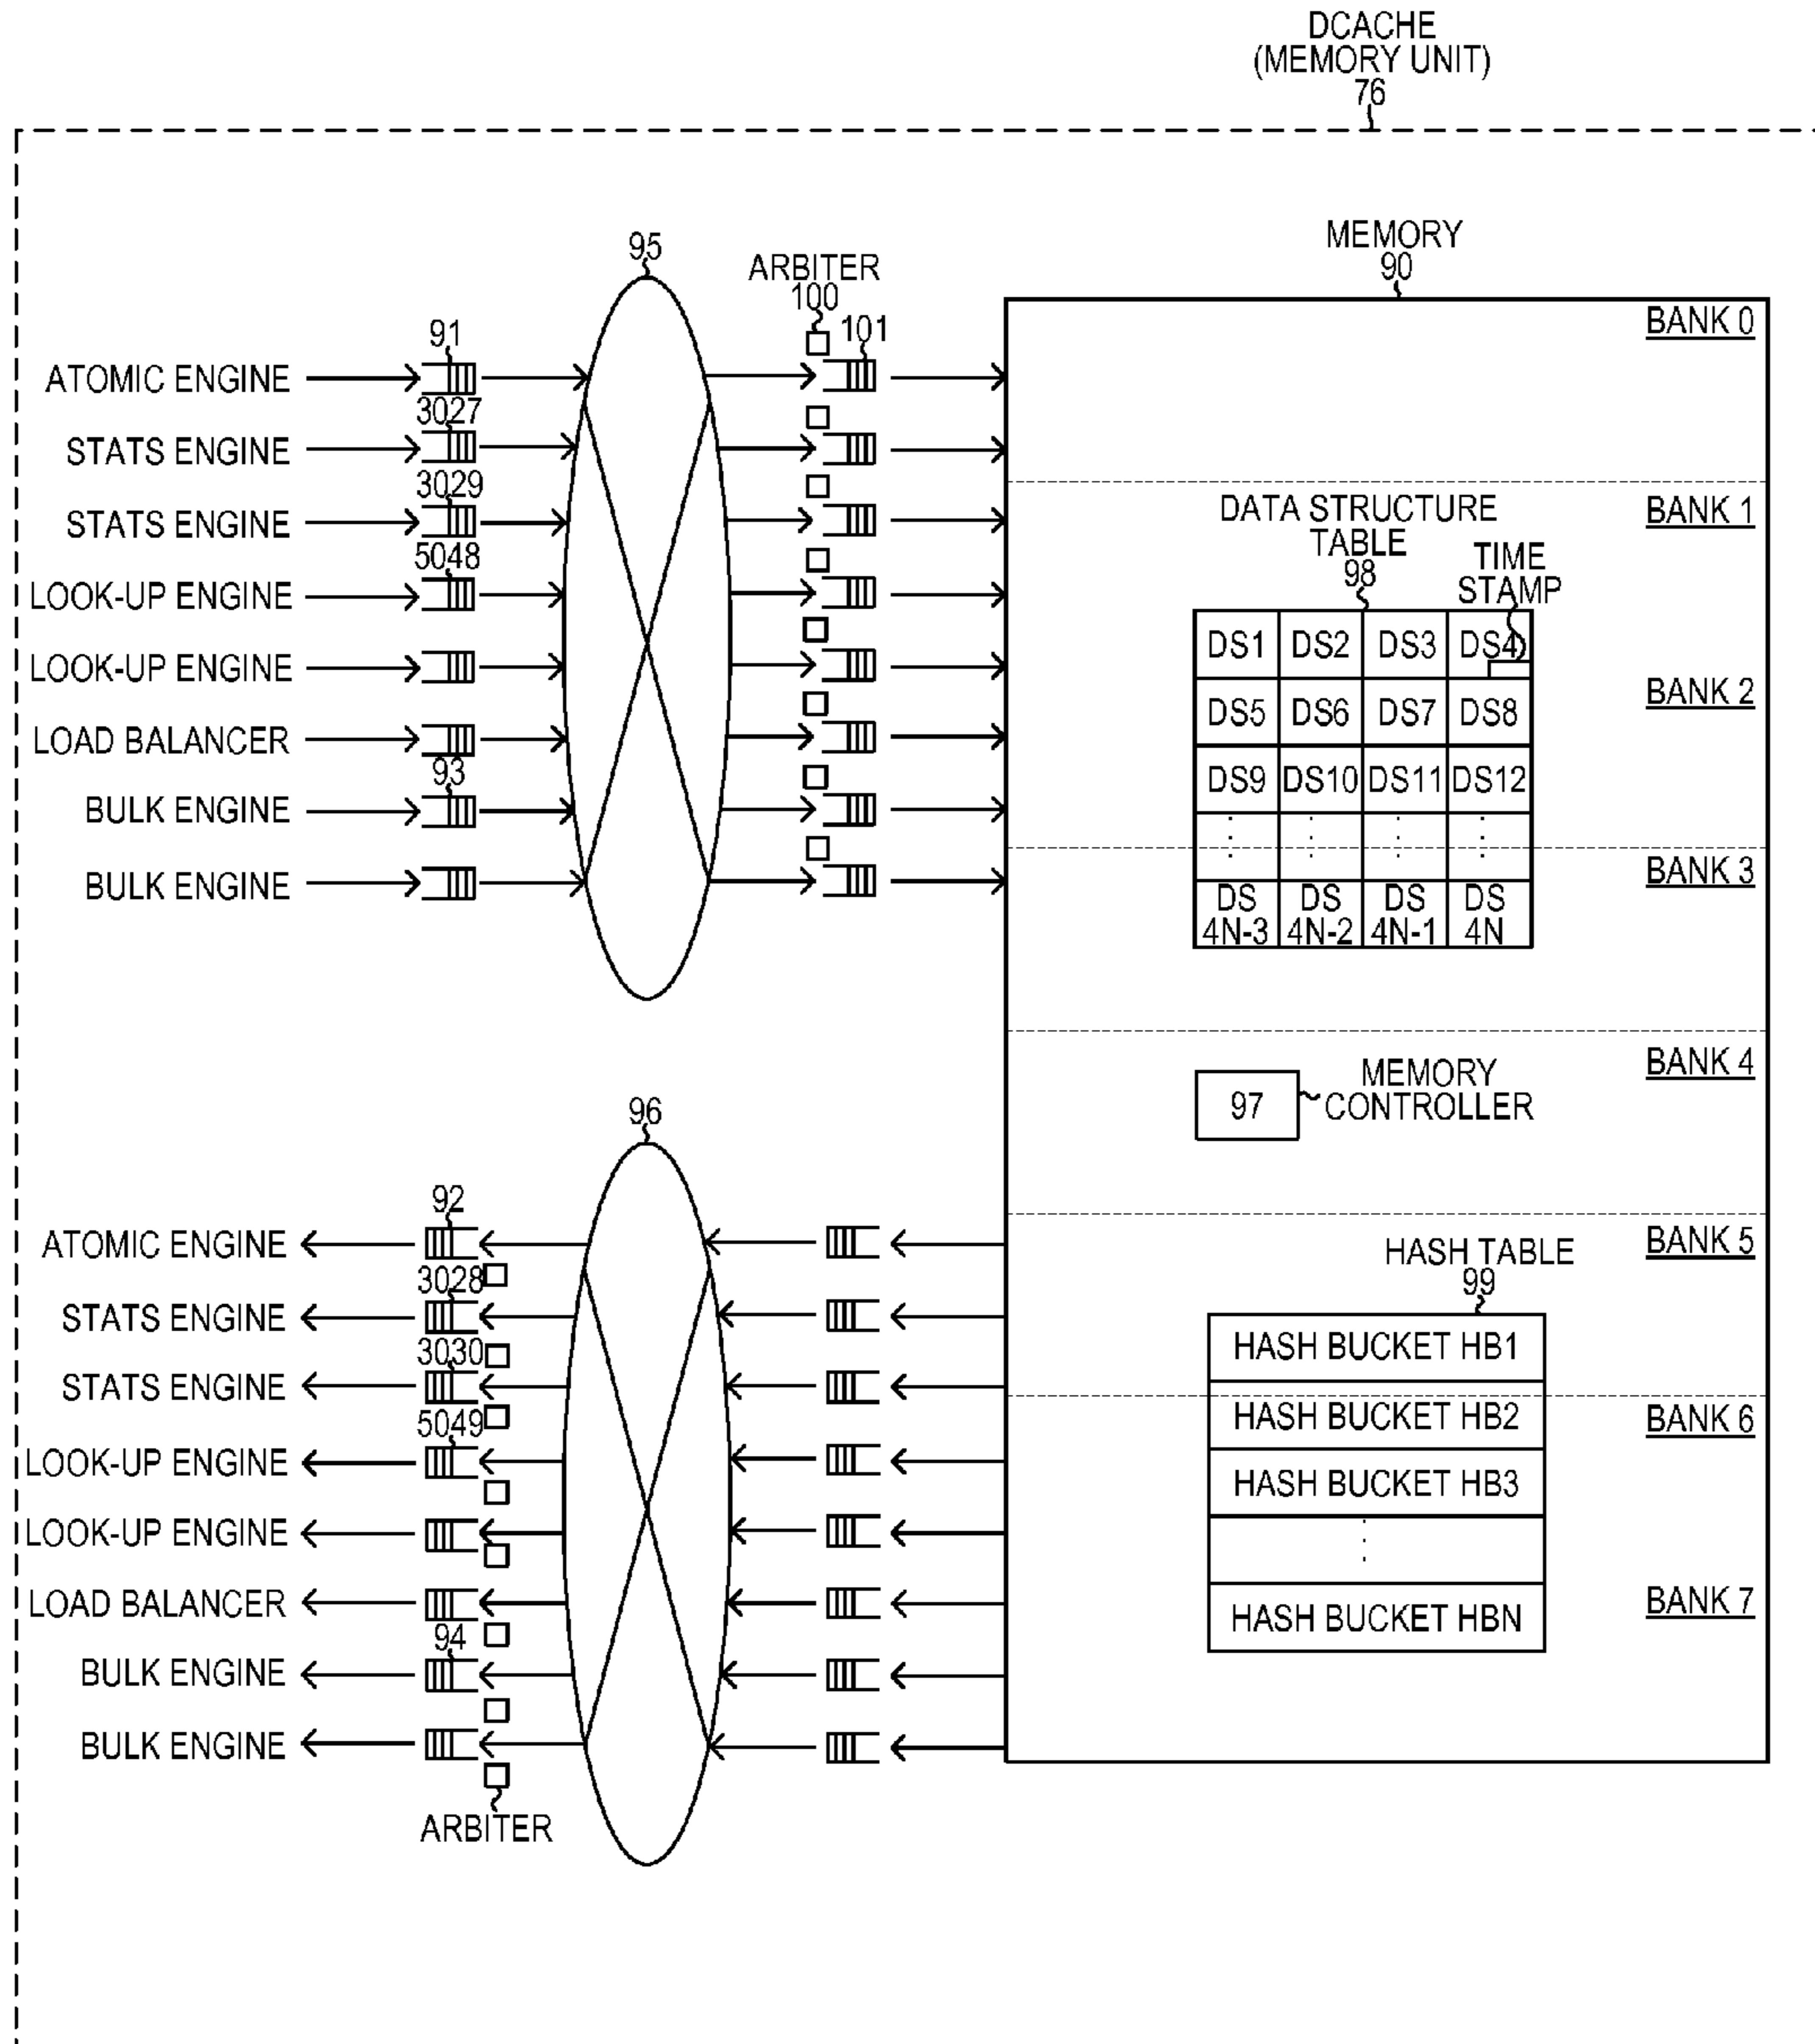 DCACHE
(MEMORY UNIT)
76
MEMORY
90
95
ARBITER
100
101
91
ATOMIC ENGINE
3027
STATS ENGINE
3029
STATS ENGINE
5048
LOOK-UP ENGINE
LOOK-UP ENGINE
LOAD BALANCER
93
BULK ENGINE
BULK ENGINE
BANK 0
BANK 1
DATA STRUCTURE
TABLE
98
TIME
STAMP
DS1 DS2 DS3 DS4
DS5 DS6 DS7 DS8
BANK 2
DS9 DS10 DS11 DS12
BANK 3
DS DS DS DS
4N-3 4N-2 4N-1 4N
BANK 4
MEMORY
CONTROLLER
97
96
92
ATOMIC ENGINE
3028
STATS ENGINE
3030
STATS ENGINE
5049
LOOK-UP ENGINE
LOOK-UP ENGINE
LOAD BALANCER
94
BULK ENGINE
BULK ENGINE
ARBITER
BANK 5
HASH TABLE
99
HASH BUCKET HB1
HASH BUCKET HB2
BANK 6
HASH BUCKET HB3
HASH BUCKET HBN
BANK 7